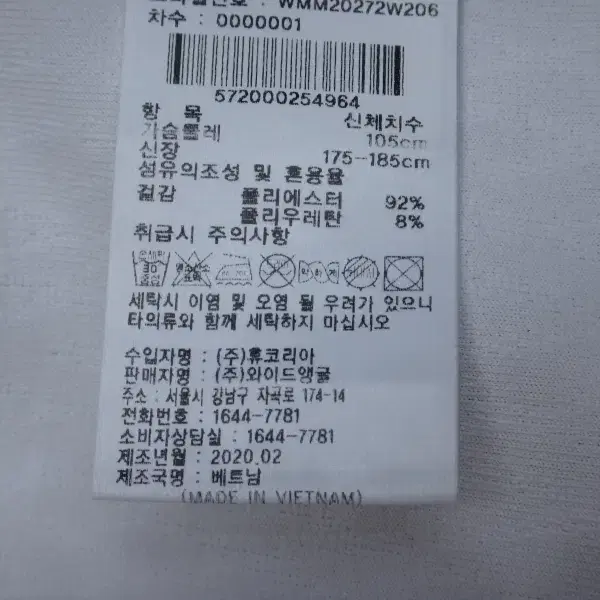 WMM20272W206
차수 : 0000001
572000254964
항 목 신체치수
가슴둘레 105cm
신장 175-185cm
섬유의조성 및 혼용율
겉감 폴리에스터 92%
폴리우레탄 8%
취급시 주의사항
세탁시 이염 및 오염 될 우려가 있으니
타의류와 함께 세탁하지 마십시오
수입자명 : (주)휴코리아
판매자명 : (주)와이드앵글
주소 : 서울시 강남구 자곡로 174-14
전화번호 : 1644-7781
소비자상담실 : 1644-7781
제조년월 : 2020.02
제조국명 : 베트남
(MADE IN VIETNAM)